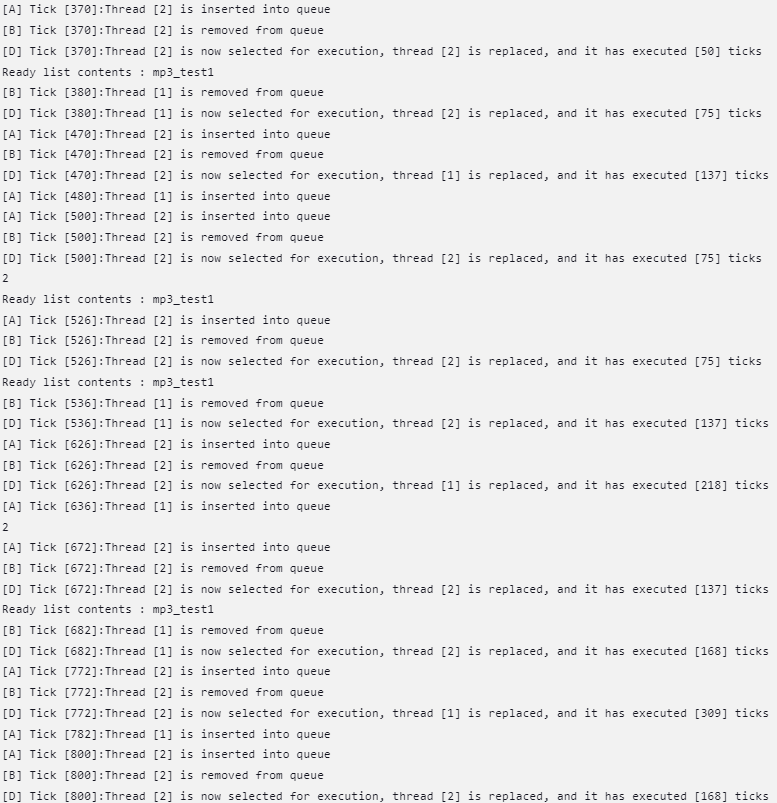 [A] Tick [370]:Thread [2] is inserted into queue
[B] Tick [370]:Thread [2] is removed from queue
[D] Tick [370]:Thread [2] is now selected for execution, thread [2] is replaced, and it has executed [50] ticks
Ready list contents : mp3_test1
[B] Tick [380]:Thread [1] is removed from queue
[D] Tick [380]:Thread [1] is now selected for execution, thread [2] is replaced, and it has executed [75] ticks
[A] Tick [470]:Thread [2] is inserted into queue
[B] Tick [470]:Thread [2] is removed from queue
[D] Tick [470]:Thread [2] is now selected for execution, thread [1] is replaced, and it has executed [137] ticks
[A] Tick [480]:Thread [1] is inserted into queue
[A] Tick [500]:Thread [2] is inserted into queue
[B] Tick [500]:Thread [2] is removed from queue
[D] Tick [500]:Thread [2] is now selected for execution, thread [2] is replaced, and it has executed [75] ticks
2
Ready list contents : mp3_test1
[A] Tick [526]:Thread [2] is inserted into queue
[B] Tick [526]:Thread [2] is removed from queue
[D] Tick [526]:Thread [2] is now selected for execution, thread [2] is replaced, and it has executed [75] ticks
Ready list contents : mp3_test1
[B] Tick [536]:Thread [1] is removed from queue
[D] Tick [536]:Thread [1] is now selected for execution, thread [2] is replaced, and it has executed [137] ticks
[A] Tick [626]:Thread [2] is inserted into queue
[B] Tick [626]:Thread [2] is removed from queue
[D] Tick [626]:Thread [2] is now selected for execution, thread [1] is replaced, and it has executed [218] ticks
[A] Tick [636]:Thread [1] is inserted into queue
2
[A] Tick [672]:Thread [2] is inserted into queue
[B] Tick [672]:Thread [2] is removed from queue
[D] Tick [672]:Thread [2] is now selected for execution, thread [2] is replaced, and it has executed [137] ticks
Ready list contents : mp3_test1
[B] Tick [682]:Thread [1] is removed from queue
[D] Tick [682]:Thread [1] is now selected for execution, thread [2] is replaced, and it has executed [168] ticks
[A] Tick [772]:Thread [2] is inserted into queue
[B] Tick [772]:Thread [2] is removed from queue
[D] Tick [772]:Thread [2] is now selected for execution, thread [1] is replaced, and it has executed [309] ticks
[A] Tick [782]:Thread [1] is inserted into queue
[A] Tick [800]:Thread [2] is inserted into queue
[B] Tick [800]:Thread [2] is removed from queue
[D] Tick [800]:Thread [2] is now selected for execution, thread [2] is replaced, and it has executed [168] ticks